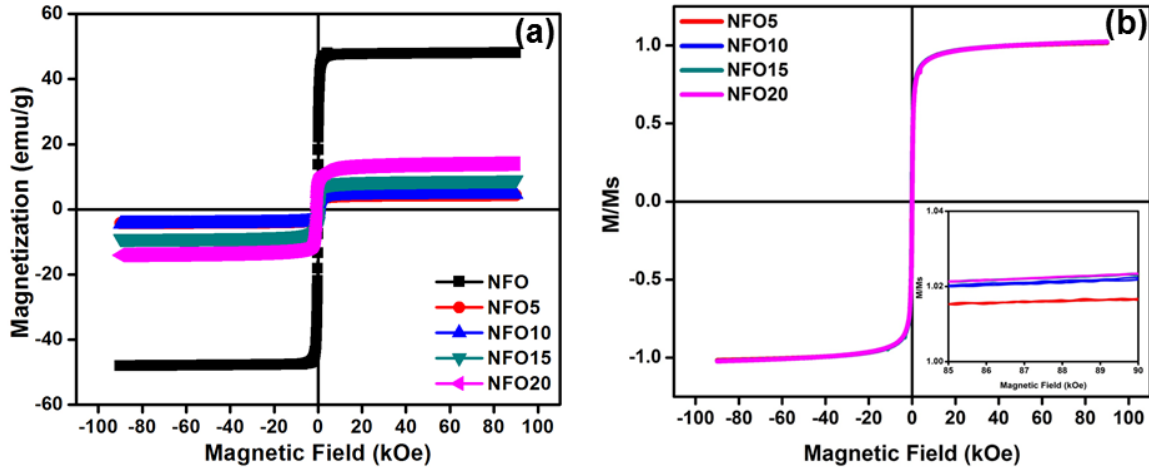 (a)
60
40
20
0
-20
-40
-60
Magnetization (emu/g)
NFO
NFO5
NFO10
NFO15
NFO20
-100 -80 -60 -40 -20 0 20 40 60 80 100
Magnetic Field (kOe)
(b)
NFO5
NFO10
NFO15
NFO20
1.0
0.5
0.0
-0.5
-1.0
M/Ms
1.04
1.02
1.00
M/Ms
85 86 87 88 89 90
Magnetic Field (kOe)
-100 -80 -60 -40 -20 0 20 40 60 80 100
Magnetic Field (kOe)